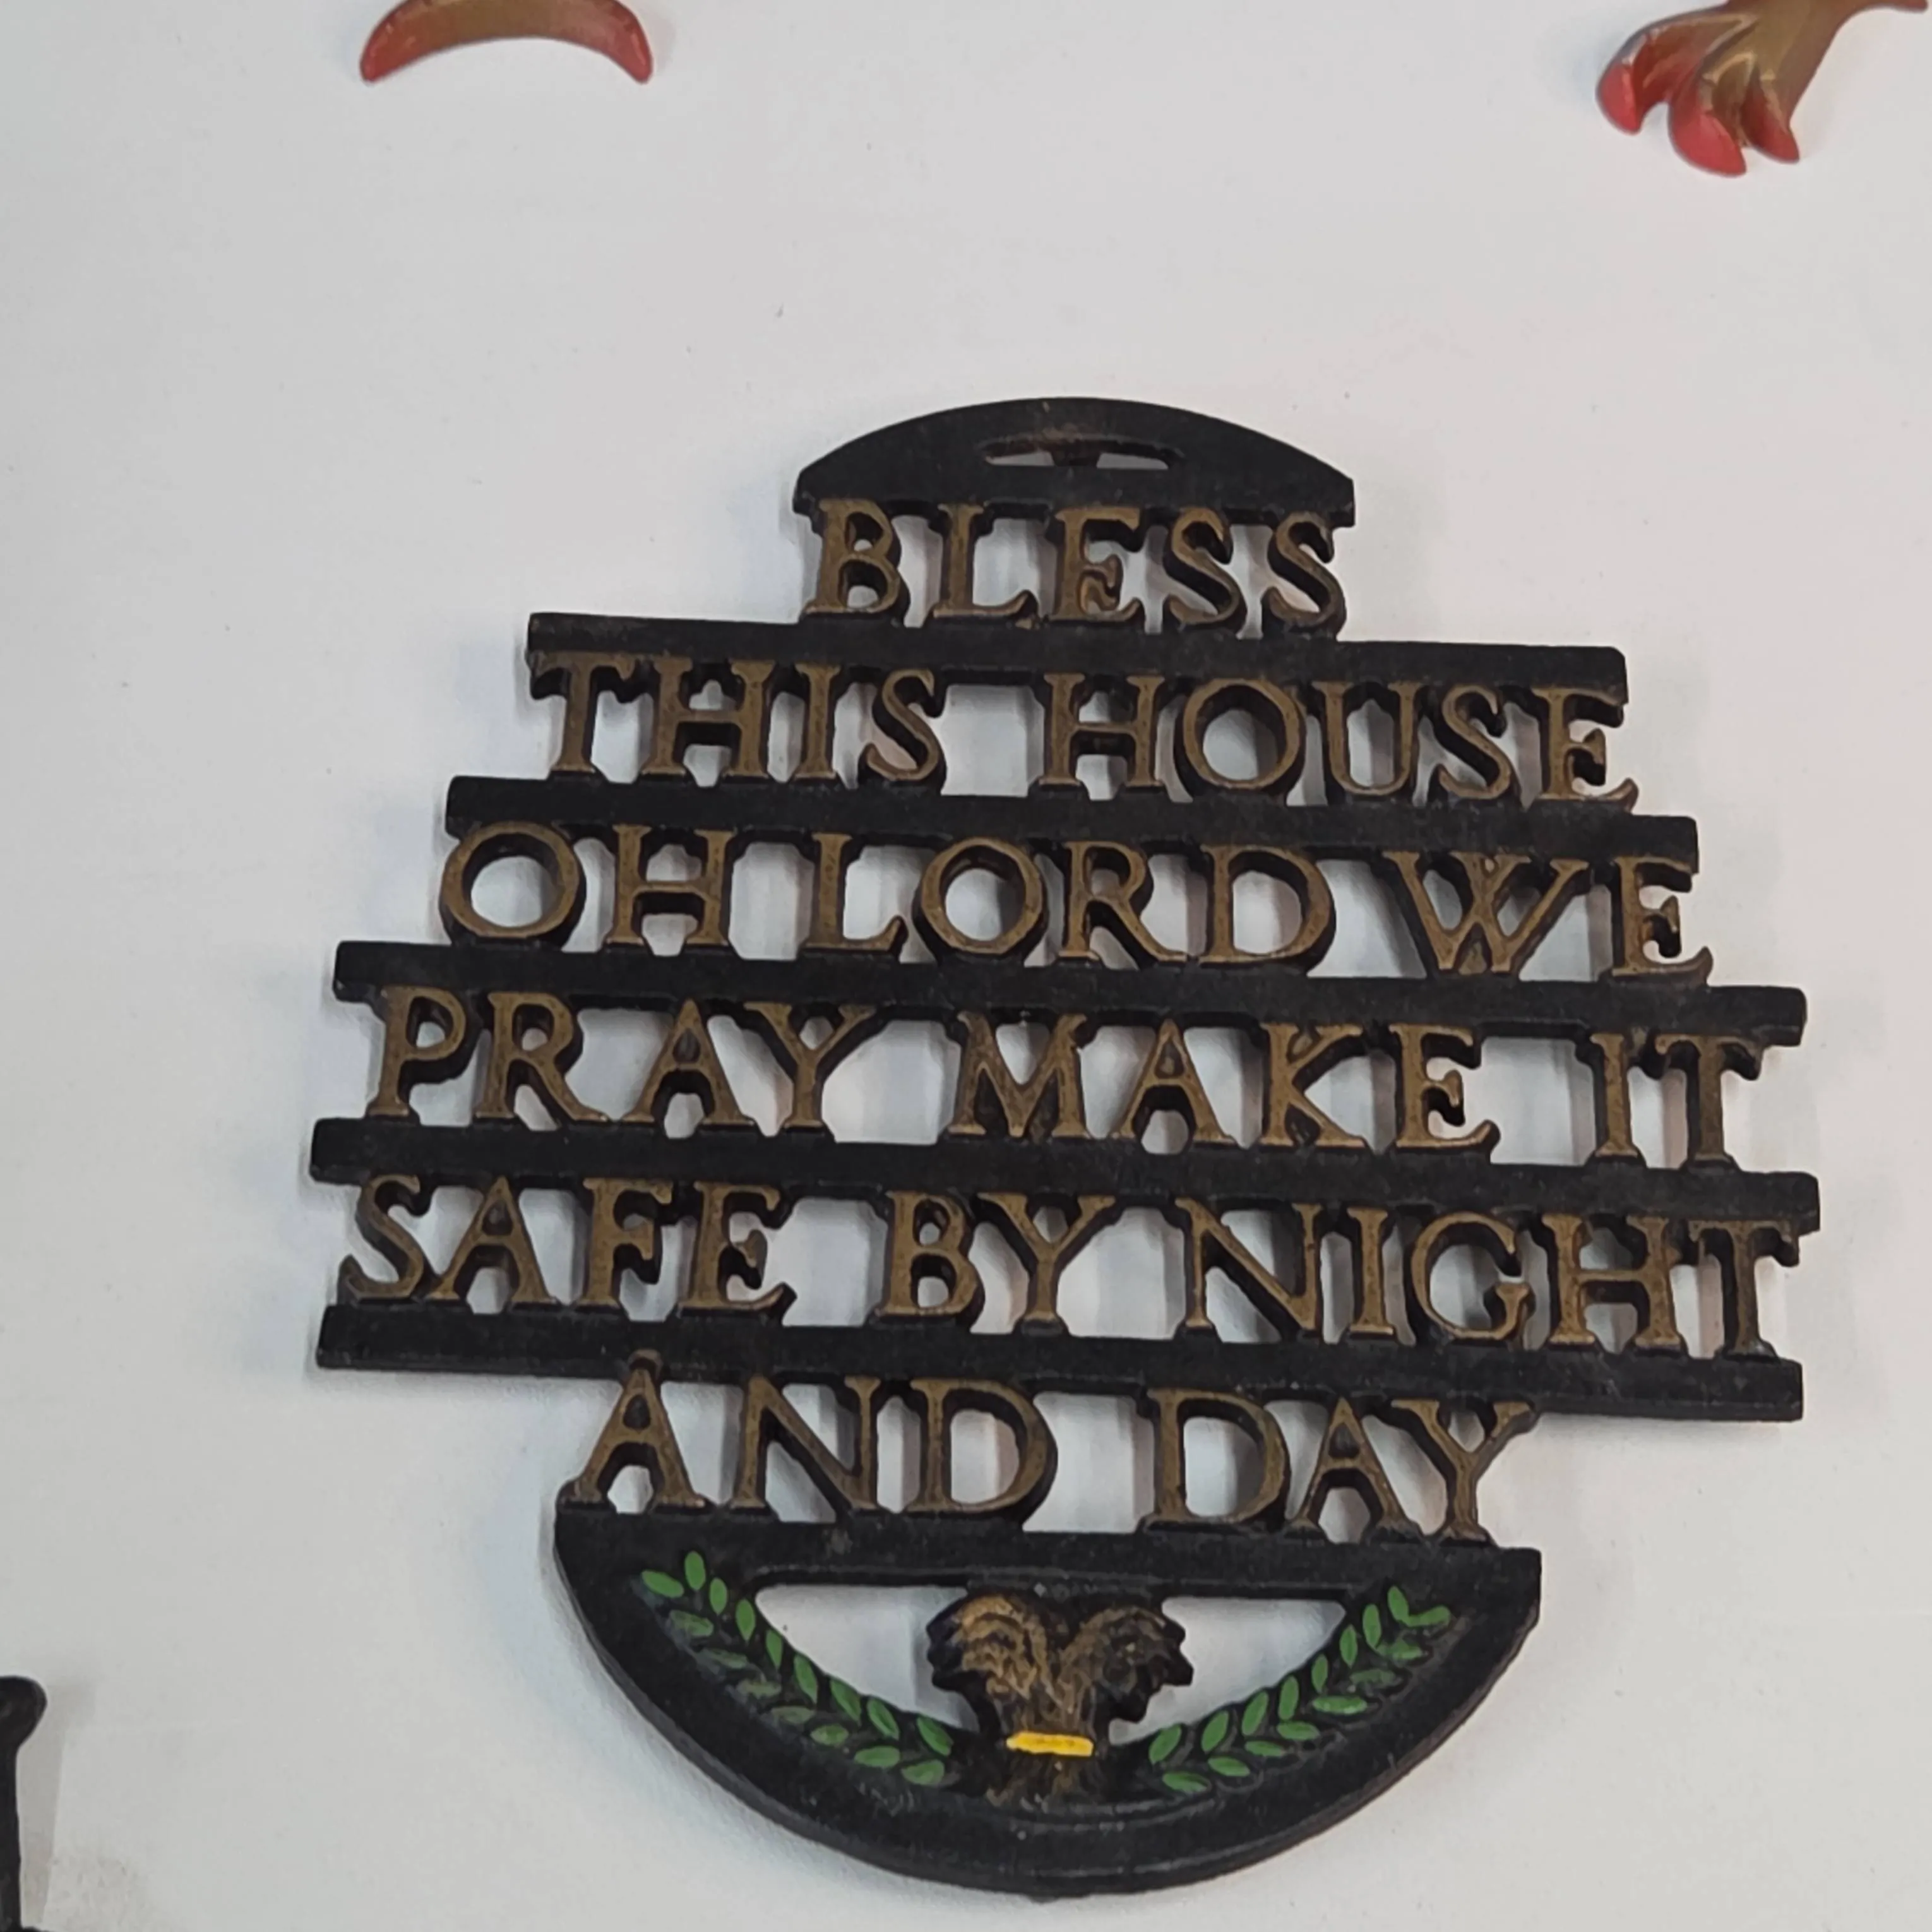 BLESS
THIS HOUSE
OH LORD WE
PRAY MAKE IT
SAFE BY NIGHT
AND DAY